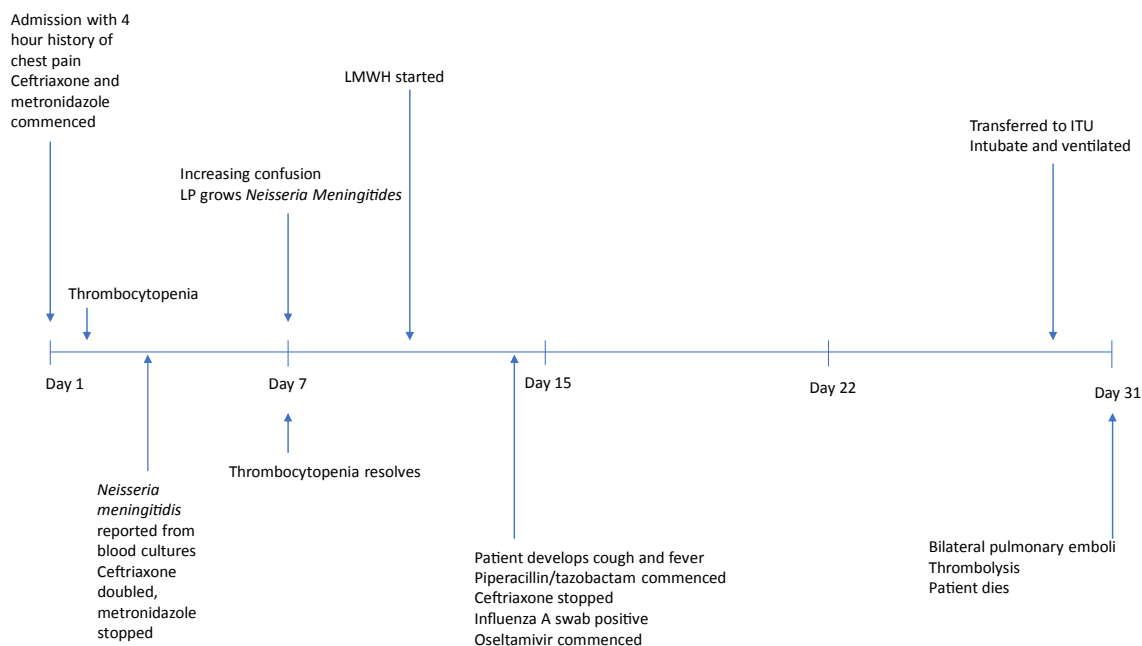 Admission with 4
hour history of
chest pain
Ceftriaxone and
metronidazole
commenced
LMWH started
Transferred to ITU
Intubate and ventilated
Increasing confusion
LP grows Neisseria Meningitides
Thrombocytopenia
Day 1
Day 7
Day 15
Day 22
Day 31
Thrombocytopenia resolves
Neisseria
meningitidis
reported from
blood cultures
Ceftriaxone
doubled,
metronidazole
stopped
Patient develops cough and fever
Piperacillin/tazobactam commenced
Ceftriaxone stopped
Influenza A swab positive
Oseltamivir commenced
Bilateral pulmonary emboli
Thrombolysis
Patient dies